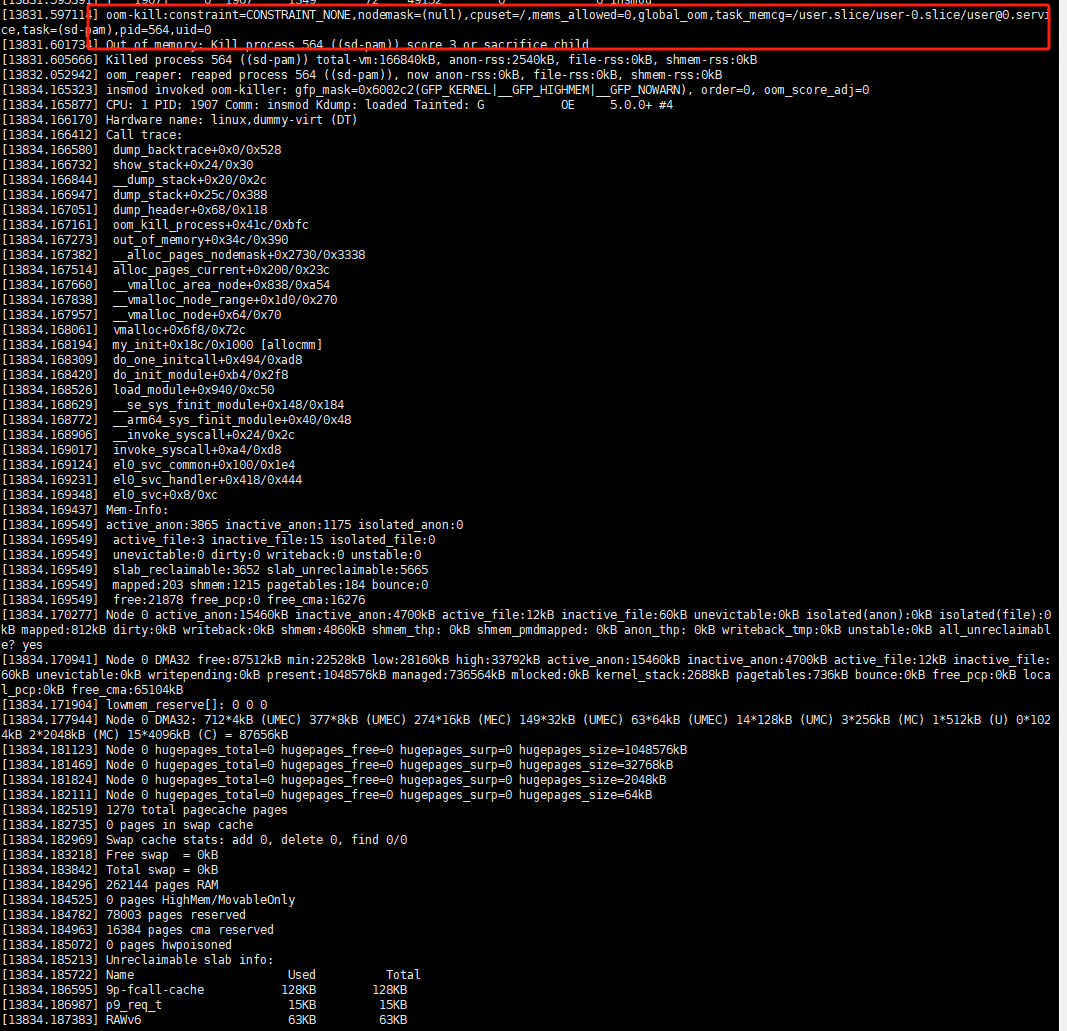 [13831.597114] oom-kill:constraint=CONSTRAINT_NONE,nodemask=(null),cpuset=/,mems_allowed=0,global_oom,task_memcg=/user.slice/user-0.slice/user@0.servi
ce,task=(sd-pam),pid=564,uid=0
[13831.601734] Out of memory: Kill process 564 ((sd-pam)) score 3 or sacrifice child
[13831.605666] Killed process 564 ((sd-pam)) total-vm:166840kB, anon-rss:2540kB, file-rss:0kB, shmem-rss:0kB
[13832.052942] oom_reaper: reaped process 564 ((sd-pam)), now anon-rss:0kB, file-rss:0kB, shmem-rss:0kB
[13834.165323] insmod invoked oom-killer: gfp_mask=0x6002c2(GFP_KERNEL|__GFP_HIGHMEM|__GFP_NOWARN), order=0, oom_score_adj=0
[13834.165877] CPU: 1 PID: 1907 Comm: insmod Kdump: loaded Tainted: G           OE     5.0.0+ #4
[13834.166170] Hardware name: linux,dummy-virt (DT)
[13834.166412] Call trace:
[13834.166580]  dump_backtrace+0x0/0x528
[13834.166732]  show_stack+0x24/0x30
[13834.166844]  __dump_stack+0x20/0x2c
[13834.166947]  dump_stack+0x25c/0x388
[13834.167051]  dump_header+0x68/0x118
[13834.167161]  oom_kill_process+0x41c/0xbfc
[13834.167273]  out_of_memory+0x34c/0x390
[13834.167382]  __alloc_pages_nodemask+0x2730/0x3338
[13834.167514]  alloc_pages_current+0x200/0x23c
[13834.167660]  __vmalloc_area_node+0x838/0xa54
[13834.167838]  __vmalloc_node_range+0x1d0/0x270
[13834.167957]  __vmalloc_node+0x64/0x70
[13834.168061]  vmalloc+0x6f8/0x72c
[13834.168194]  my_init+0x18c/0x1000 [allocmm]
[13834.168309]  do_one_initcall+0x494/0xad8
[13834.168420]  do_init_module+0xb4/0x2f8
[13834.168526]  load_module+0x940/0xc50
[13834.168629]  __se_sys_finit_module+0x148/0x184
[13834.168772]  __arm64_sys_finit_module+0x40/0x48
[13834.168906]  __invoke_syscall+0x24/0x2c
[13834.169017]  invoke_syscall+0xa4/0xd8
[13834.169124]  el0_svc_common+0x100/0x1e4
[13834.169231]  el0_svc_handler+0x418/0x444
[13834.169348]  el0_svc+0x8/0xc
[13834.169437] Mem-Info:
[13834.169549] active_anon:3865 inactive_anon:1175 isolated_anon:0
[13834.169549]  active_file:3 inactive_file:15 isolated_file:0
[13834.169549]  unevictable:0 dirty:0 writeback:0 unstable:0
[13834.169549]  slab_reclaimable:3652 slab_unreclaimable:5665
[13834.169549]  mapped:203 shmem:1215 pagetables:184 bounce:0
[13834.169549]  free:21878 free_pcp:0 free_cma:16276
[13834.170277] Node 0 active_anon:15460kB inactive_anon:4700kB active_file:12kB inactive_file:60kB unevictable:0kB isolated(anon):0kB isolated(file):0
kB mapped:812kB dirty:0kB writeback:0kB shmem:4860kB shmem_thp: 0kB shmem_pmdmapped: 0kB anon_thp: 0kB writeback_tmp:0kB unstable:0kB all_unreclaimabl
e? yes
[13834.170941] Node 0 DMA32 free:87512kB min:22528kB low:28160kB high:33792kB active_anon:15460kB inactive_anon:4700kB active_file:12kB inactive_file:
60kB unevictable:0kB writepending:0kB present:1048576kB managed:736564kB mlocked:0kB kernel_stack:2688kB pagetables:736kB bounce:0kB free_pcp:0kB loca
l_pcp:0kB free_cma:65104kB
[13834.171904] lowmem_reserve[]: 0 0 0
[13834.177944] Node 0 DMA32: 712*4kB (UMEC) 377*8kB (UMEC) 274*16kB (MEC) 149*32kB (UMEC) 63*64kB (UMEC) 14*128kB (UMC) 3*256kB (MC) 1*512kB (U) 0*102
4kB 2*2048kB (MC) 15*4096kB (C) = 87656kB
[13834.181123] Node 0 hugepages_total=0 hugepages_free=0 hugepages_surp=0 hugepages_size=1048576kB
[13834.181469] Node 0 hugepages_total=0 hugepages_free=0 hugepages_surp=0 hugepages_size=32768kB
[13834.181824] Node 0 hugepages_total=0 hugepages_free=0 hugepages_surp=0 hugepages_size=2048kB
[13834.182111] Node 0 hugepages_total=0 hugepages_free=0 hugepages_surp=0 hugepages_size=64kB
[13834.182519] 1270 total pagecache pages
[13834.182735] 0 pages in swap cache
[13834.182969] Swap cache stats: add 0, delete 0, find 0/0
[13834.183218] Free swap  = 0kB
[13834.183842] Total swap = 0kB
[13834.184296] 262144 pages RAM
[13834.184525] 0 pages HighMem/MovableOnly
[13834.184782] 78003 pages reserved
[13834.184963] 16384 pages cma reserved
[13834.185072] 0 pages hwpoisoned
[13834.185213] Unreclaimable slab info:
[13834.185722] Name                      Used          Total
[13834.186595] 9p-fcall-cache           128KB        128KB
[13834.186987] p9_req_t                  15KB         15KB
[13834.187383] RAWv6                     63KB         63KB